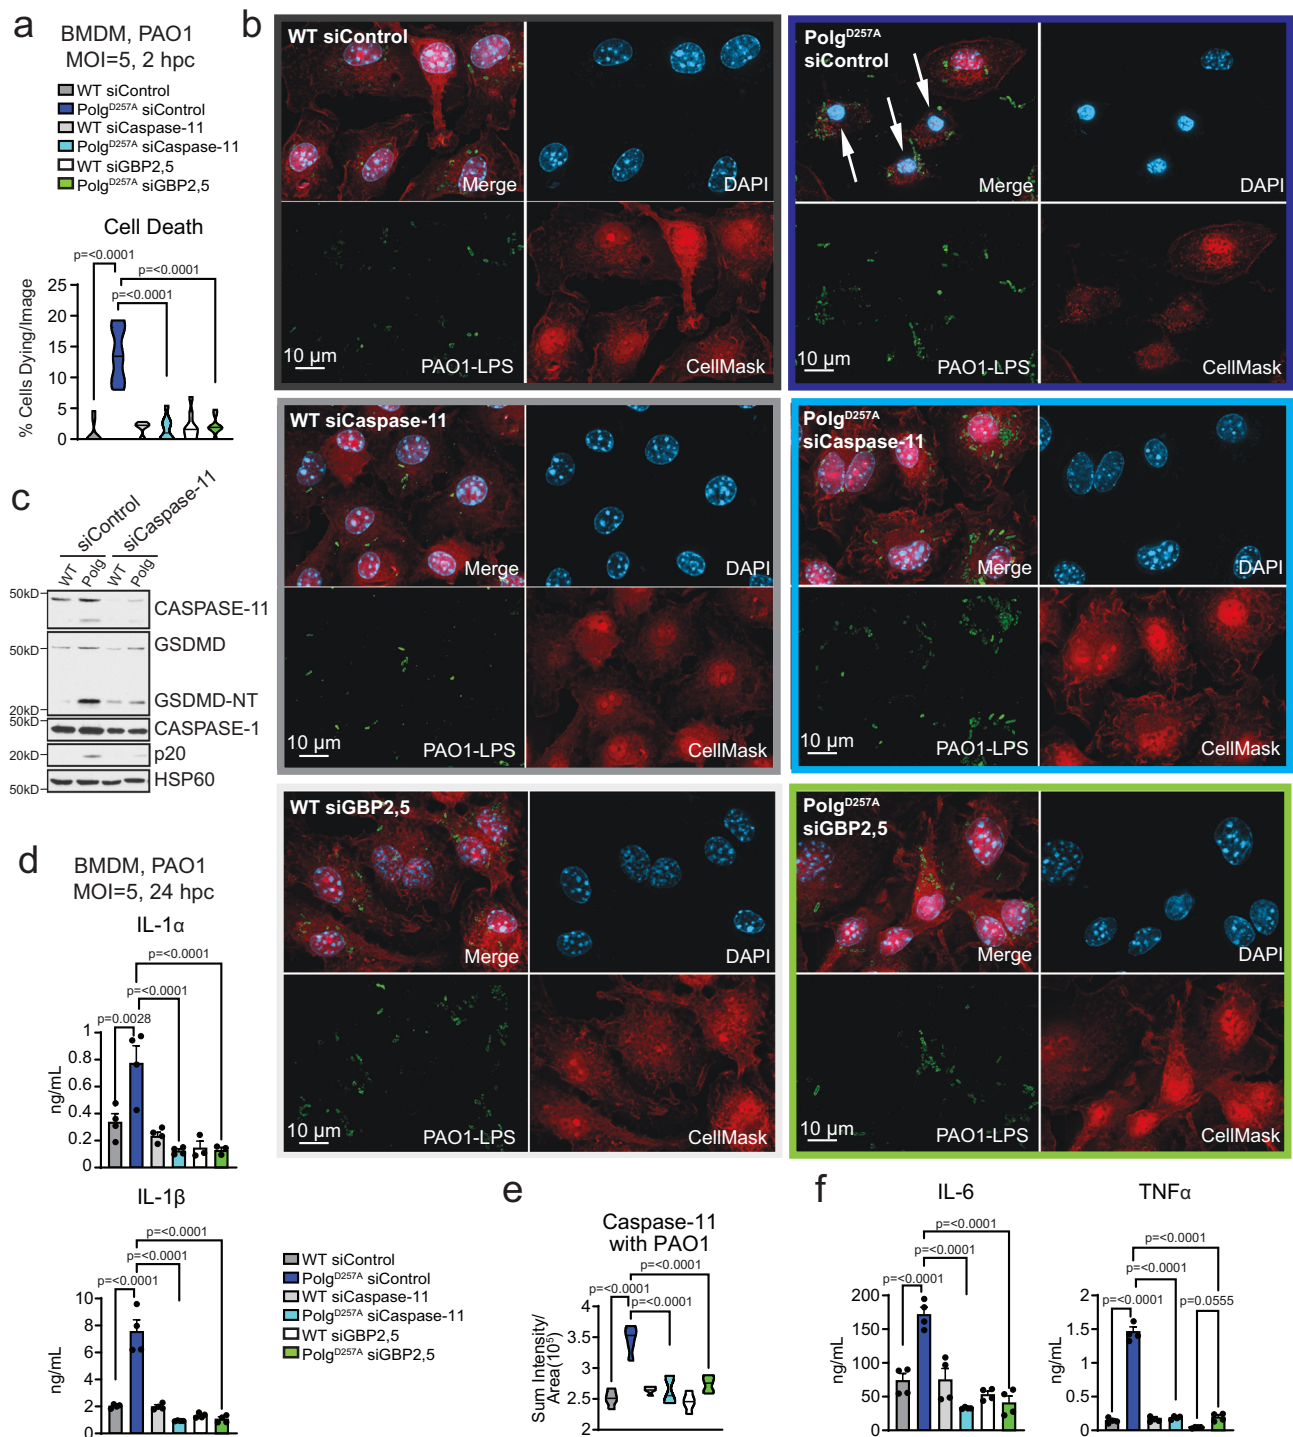 a
BMDM, PAO1
MOI=5, 2 hpc
WT siControl
PolgD257A siControl
WT siCaspase-11
PolgD257A siCaspase-11
WT siGBP2,5
PolgD257A siGBP2,5
Cell Death
p=<0.0001
p=<0.0001
p=<0.0001
% Cells Dying/Image
25
20
15
10
5
0
b
WT siControl
Merge
DAPI
10 µm
PAO1-LPS
CellMask
PolgD257A
siControl
Merge
DAPI
10 µm
PAO1-LPS
CellMask
WT siCaspase-11
Merge
DAPI
10 µm
PAO1-LPS
CellMask
PolgD257A
siCaspase-11
Merge
DAPI
10 µm
PAO1-LPS
CellMask
WT siGBP2,5
Merge
DAPI
10 µm
PAO1-LPS
CellMask
PolgD257A
siGBP2,5
Merge
DAPI
10 µm
PAO1-LPS
CellMask
c
siControl
siCaspase-11
WT
Polg
WT
Polg
50kD
CASPASE-11
50kD
GSDMD
GSDMD-NT
20kD
50kD
CASPASE-1
20kD
p20
50kD
HSP60
d
BMDM, PAO1
MOI=5, 24 hpc
IL-1α
p=<0.0001
p=<0.0001
p=0.0028
ng/mL
1
0.8
0.6
0.4
0.2
0
IL-1β
p=<0.0001
p=<0.0001
p=<0.0001
ng/mL
10
8
6
4
2
0
WT siControl
PolgD257A siControl
WT siCaspase-11
PolgD257A siCaspase-11
WT siGBP2,5
PolgD257A siGBP2,5
e
Caspase-11
with PAO1
p=<0.0001
p=<0.0001
p=<0.0001
Sum Intensity/
Area(10⁵)
4
3.5
3
2.5
2
f
IL-6
p=<0.0001
p=<0.0001
p=<0.0001
ng/mL
200
150
100
50
0
TNFα
p=<0.0001
p=<0.0001
p=<0.0001
p=0.0555
ng/mL
2
1.5
1
0.5
0